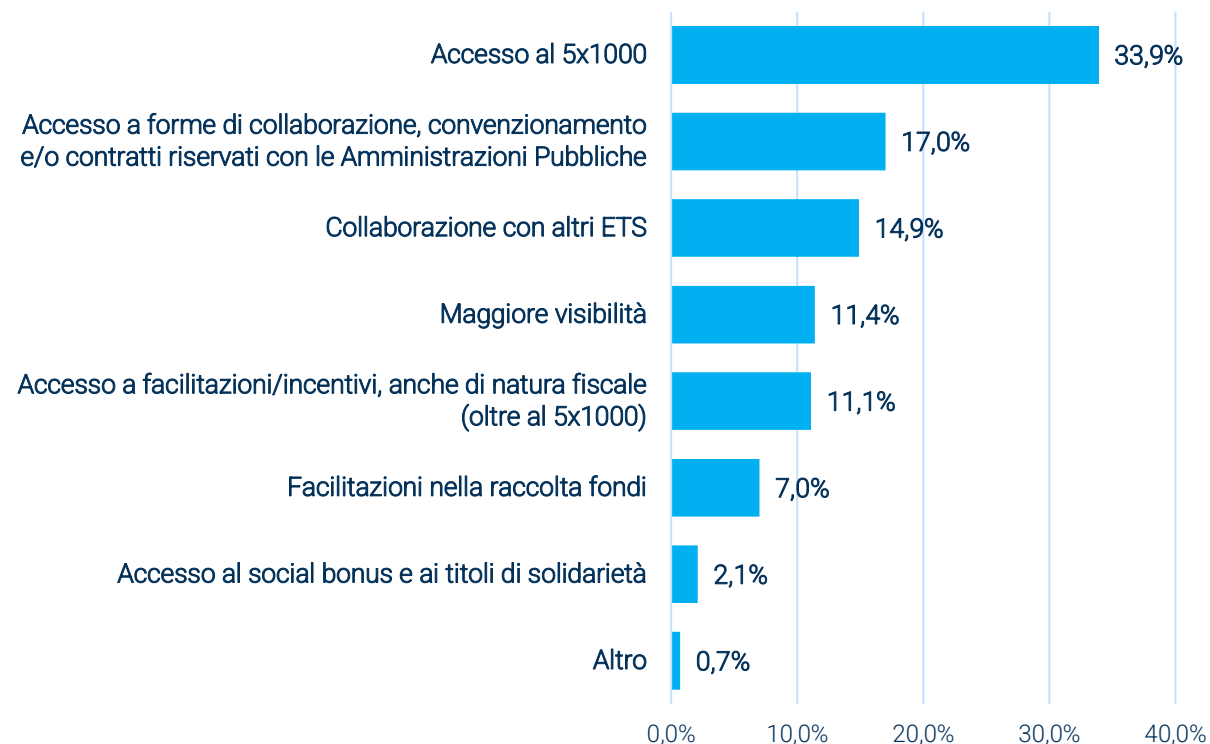 Accesso al 5x1000
33,9%
Accesso a forme di collaborazione, convenzionamento
e/o contratti riservati con le Amministrazioni Pubbliche
17,0%
Collaborazione con altri ETS
14,9%
Maggiore visibilità
11,4%
Accesso a facilitazioni/incentivi, anche di natura fiscale
(oltre al 5x1000)
11,1%
Facilitazioni nella raccolta fondi
7,0%
Accesso al social bonus e ai titoli di solidarietà
2,1%
Altro
0,7%
0,0% 10,0% 20,0% 30,0% 40,0%